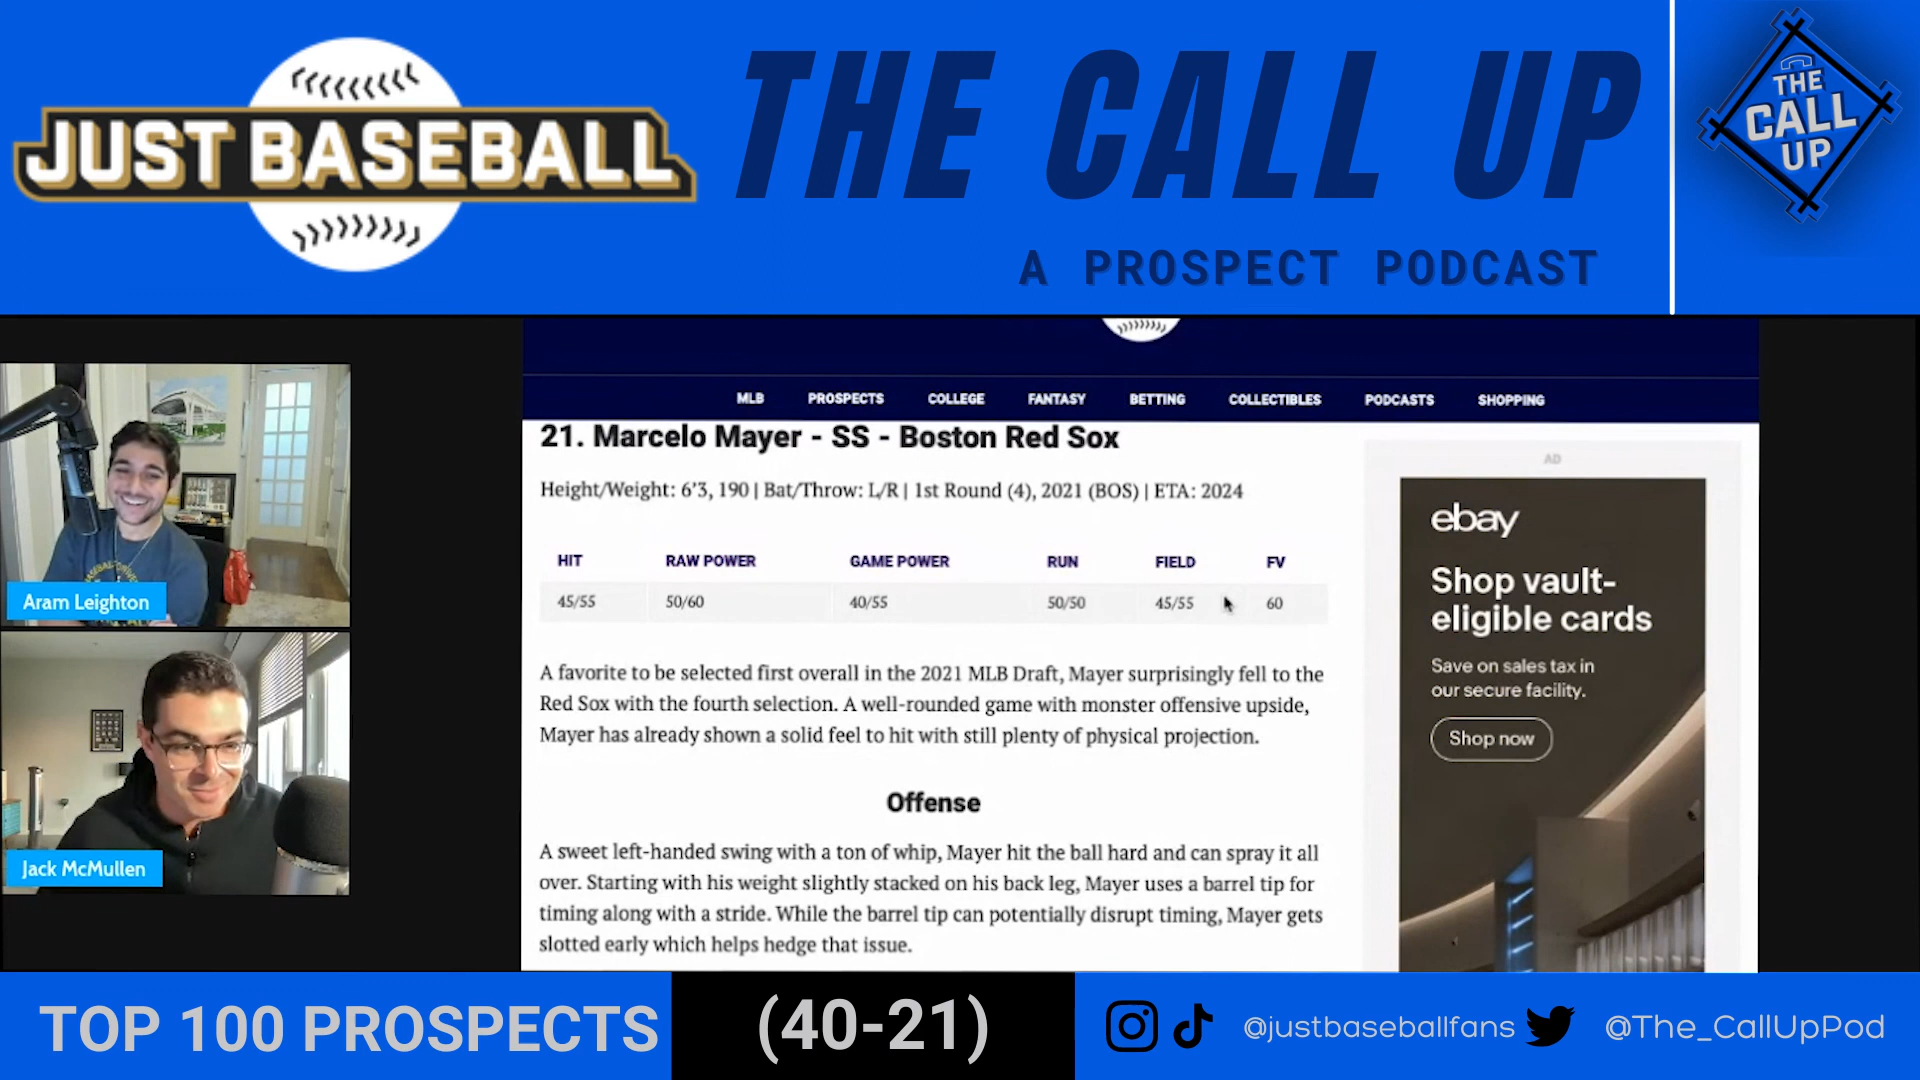 JUST BASEBALL
THE CALL UP
A PROSPECT PODCAST
THE
CALL
UP
MLB PROSPECTS COLLEGE FANTASY BETTING COLLECTIBLES PODCASTS SHOPPING
21. Marcelo Mayer - SS - Boston Red Sox
Height/Weight: 6'3, 190 | Bat/Throw: L/R | 1st Round (4), 2021 (BOS) | ETA: 2024
HIT RAW POWER GAME POWER RUN FIELD FV
45/55 50/60 40/55 50/50 45/55 60
A favorite to be selected first overall in the 2021 MLB Draft, Mayer surprisingly fell to the
Red Sox with the fourth selection. A well-rounded game with monster offensive upside,
Mayer has already shown a solid feel to hit with still plenty of physical projection.
Offense
A sweet left-handed swing with a ton of whip, Mayer hit the ball hard and can spray it all
over. Starting with his weight slightly stacked on his back leg, Mayer uses a barrel tip for
timing along with a stride. While the barrel tip can potentially disrupt timing, Mayer gets
slotted early which helps hedge that issue.
AD
ebay
Shop vault-
eligible cards
Save on sales tax in
our secure facility.
Shop now
Aram Leighton
Jack McMullen
TOP 100 PROSPECTS
(40-21)
@justbaseballfans
@The_CallUpPod